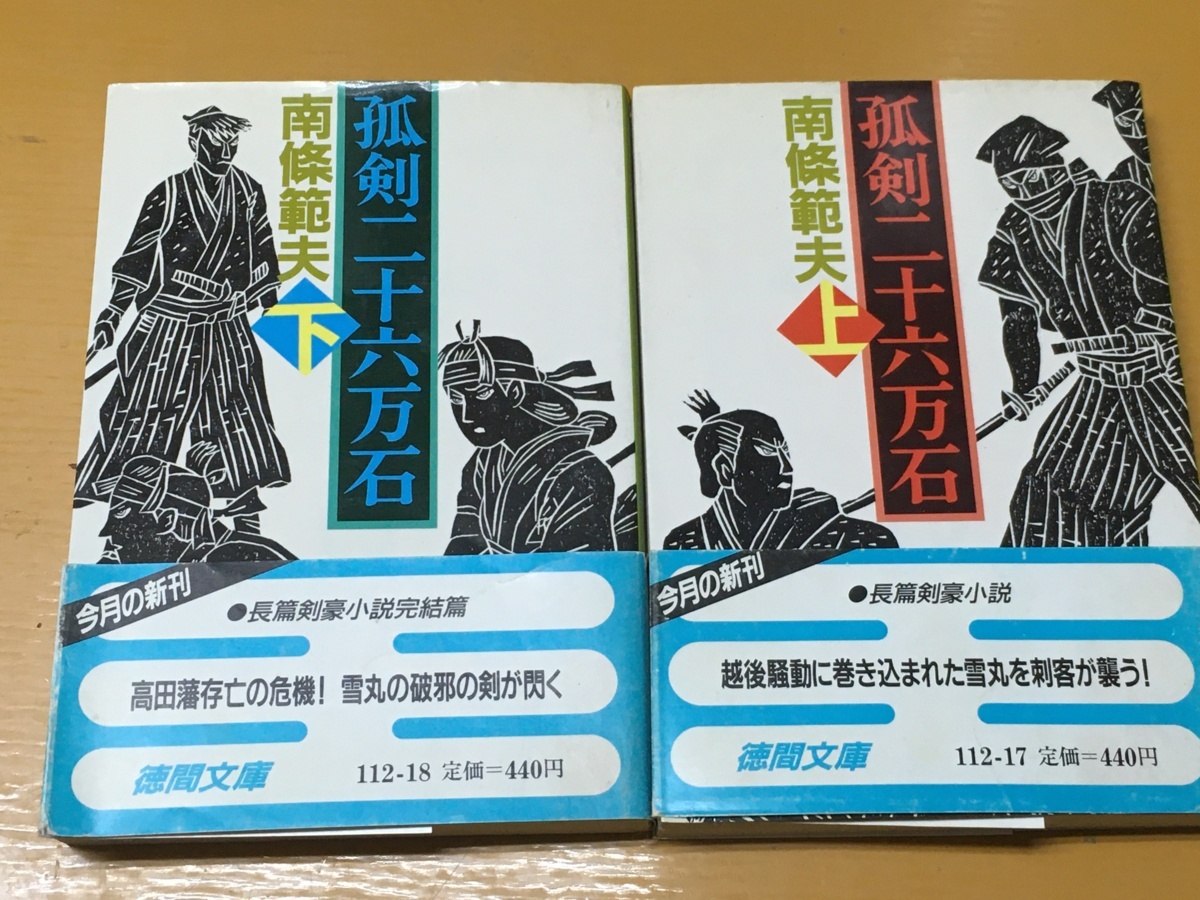 孤剣二十六万石
南條範夫
下
今月の新刊
●長篇剣豪小説完結篇
高田藩存亡の危機！ 雪丸の破邪の剣が閃く
徳間文庫
112-18 定価＝440円
孤剣二十六万石
南條範夫
上
今月の新刊
●長篇剣豪小説
越後騒動に巻き込まれた雪丸を刺客が襲う！
徳間文庫
112-17 定価＝440円